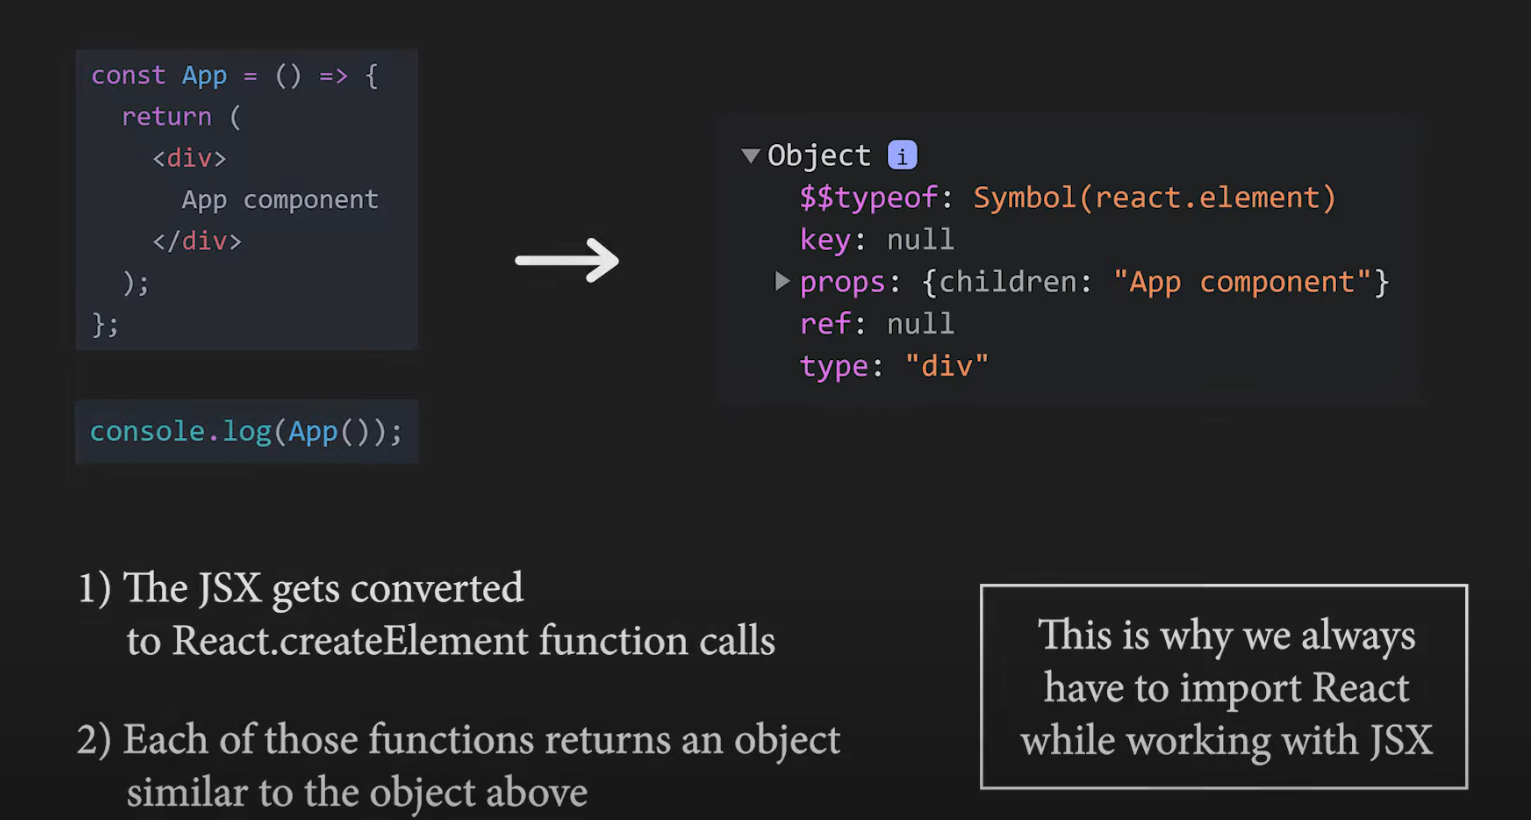 const App = () => {
return (
<div>
App component
</div>
);
};
console.log(App());
Object i
$$typeof: Symbol(react.element)
key: null
props: {children: "App component"}
ref: null
type: "div"
1) The JSX gets converted
to React.createElement function calls
2) Each of those functions returns an object
similar to the object above
This is why we always
have to import React
while working with JSX